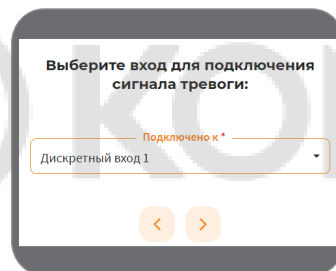 Выберите вход для подключения
сигнала тревоги:
Подключено к *
Дискретный вход 1